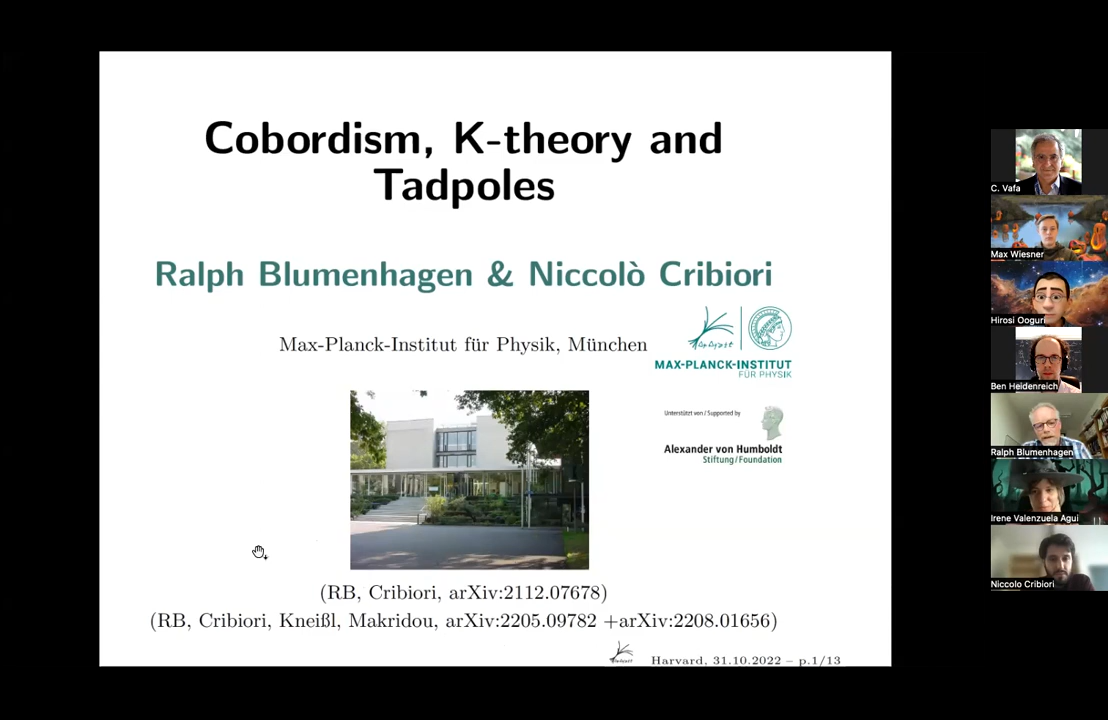 Cobordism, K-theory and
Tadpoles
Ralph Blumenhagen & Niccolò Cribiori
Max-Planck-Institut für Physik, München
MAX-PLANCK-INSTITUT
FÜR PHYSIK
Unterstützt von / Supported by
Alexander von Humboldt
Stiftung/Foundation
(RB, Cribiori, arXiv:2112.07678)
(RB, Cribiori, Kneißl, Makridou, arXiv:2205.09782 +arXiv:2208.01656)
Harvard, 31.10.2022 – p.1/13
C. Vafa
Max Wiesner
Hirosi Ooguri
Ben Heidenreich
Ralph Blumenhagen
Irene Valenzuela Agui
Niccolo Cribiori